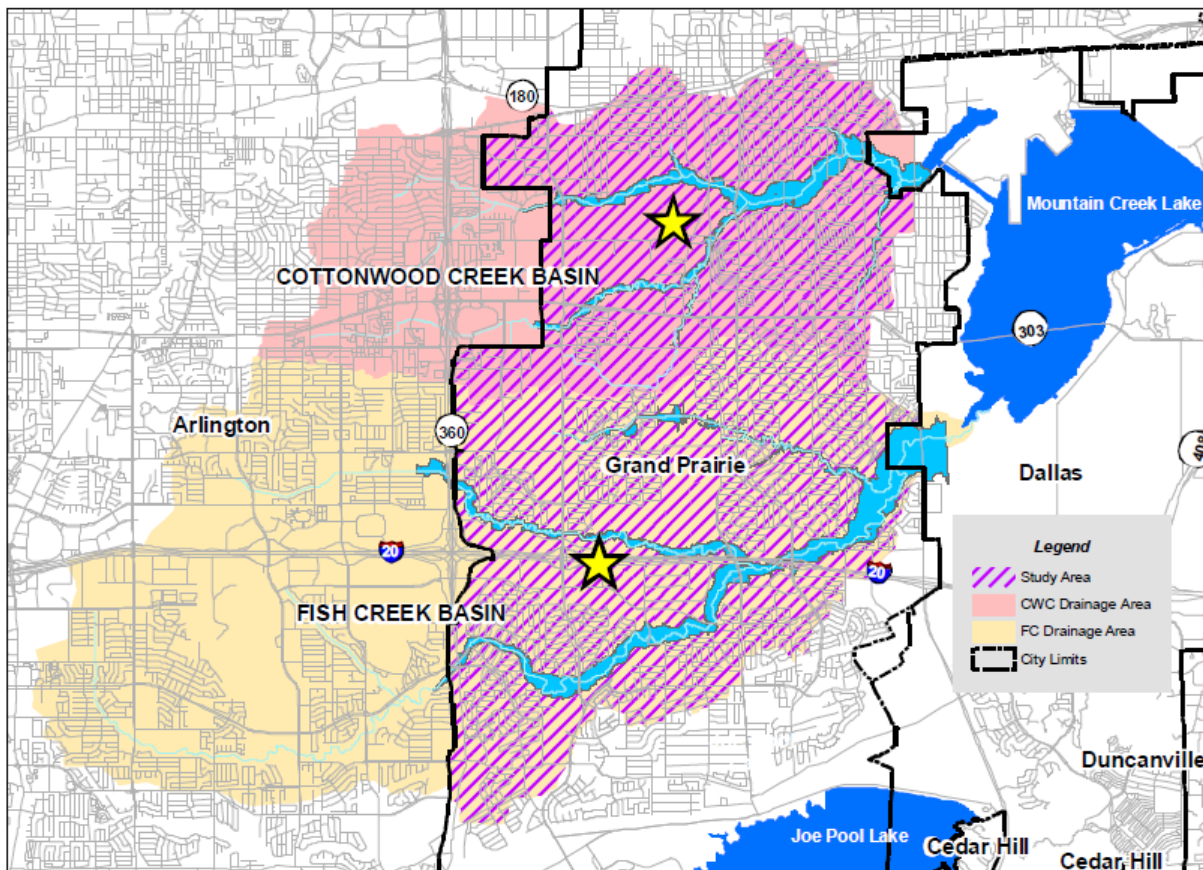 180
Mountain Creek Lake
COTTONWOOD CREEK BASIN
303
Arlington
360
Grand Prairie
Dallas
20
20
FISH CREEK BASIN
Legend
Study Area
CWC Drainage Area
FC Drainage Area
City Limits
Duncanville
Joe Pool Lake
Cedar Hill
Cedar Hill